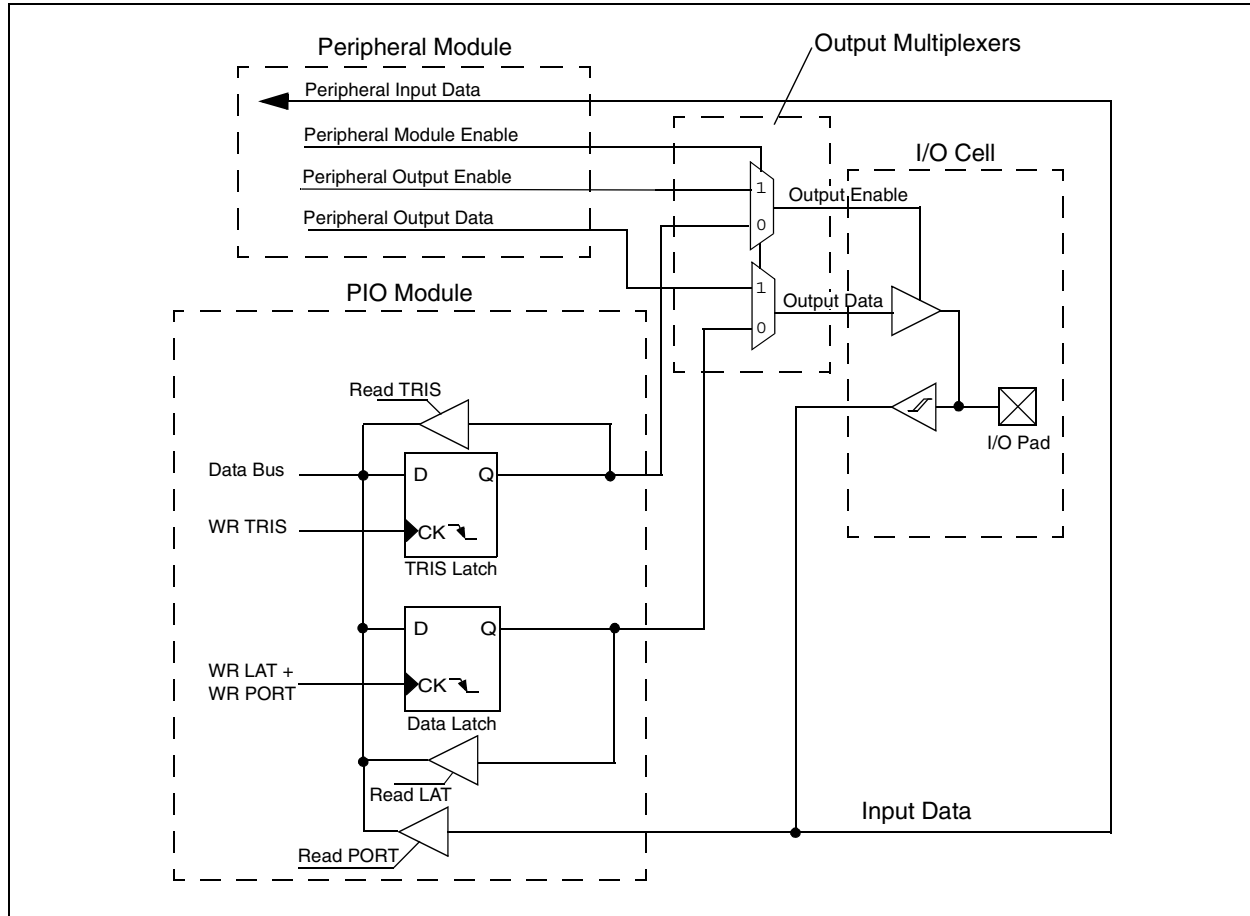 Peripheral Module
Output Multiplexers
Peripheral Input Data
Peripheral Module Enable
I/O Cell
Peripheral Output Enable
1
Output Enable
Peripheral Output Data
0
PIO Module
1
Output Data
0
Read TRIS
I/O Pad
Data Bus
D
Q
WR TRIS
CK
TRIS Latch
D
Q
WR LAT +
WR PORT
CK
Data Latch
Read LAT
Input Data
Read PORT